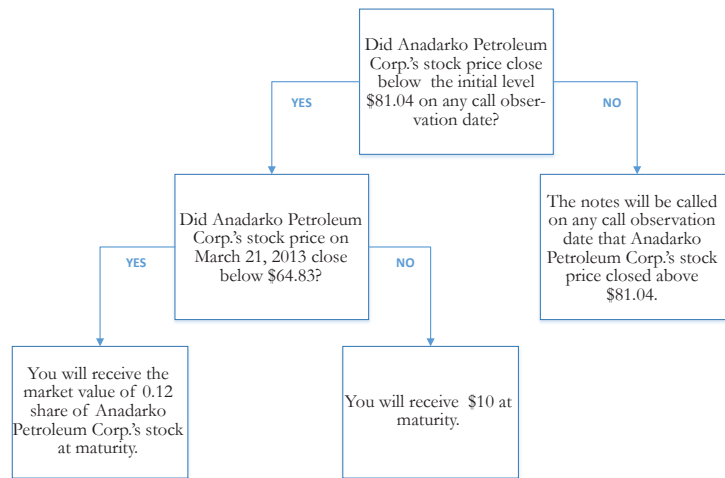 Did Anadarko Petroleum
Corp.'s stock price close
below the initial level
$81.04 on any call obser-
vation date?
YES
NO
Did Anadarko Petroleum
Corp.'s stock price on
March 21, 2013 close
below $64.83?
The notes will be called
on any call observation
date that Anadarko
Petroleum Corp.'s stock
price closed above
$81.04.
YES
NO
You will receive the
market value of 0.12
share of Anadarko
Petroleum Corp.'s stock
at maturity.
You will receive $10 at
maturity.